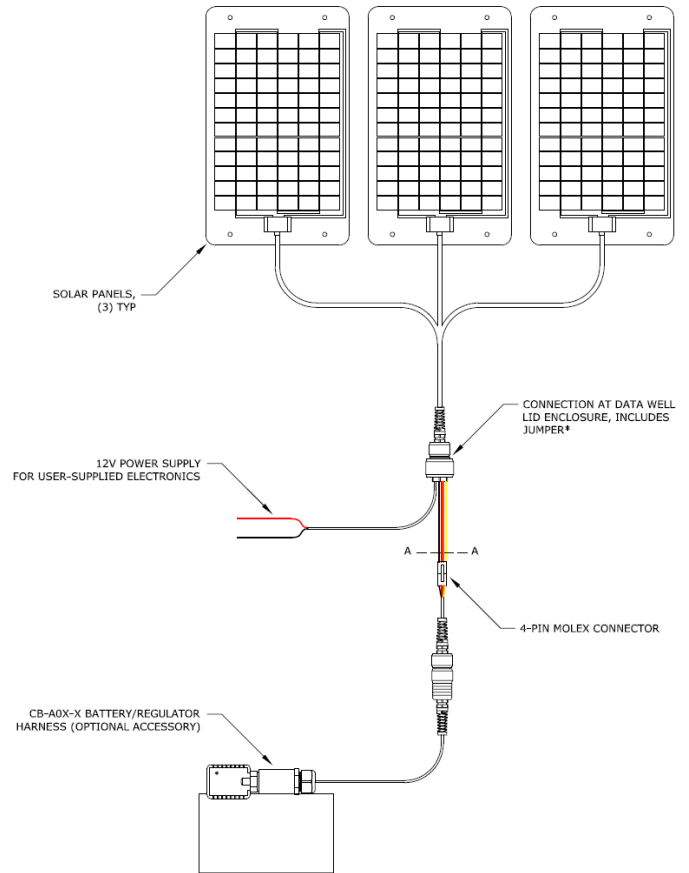 SOLAR PANELS,
(3) TYP
CONNECTION AT DATA WELL
LID ENCLOSURE, INCLUDES
JUMPER*
12V POWER SUPPLY
FOR USER-SUPPLIED ELECTRONICS
A A
4-PIN MOLEX CONNECTOR
CB-A0X-X BATTERY/REGULATOR
HARNESS (OPTIONAL ACCESSORY)